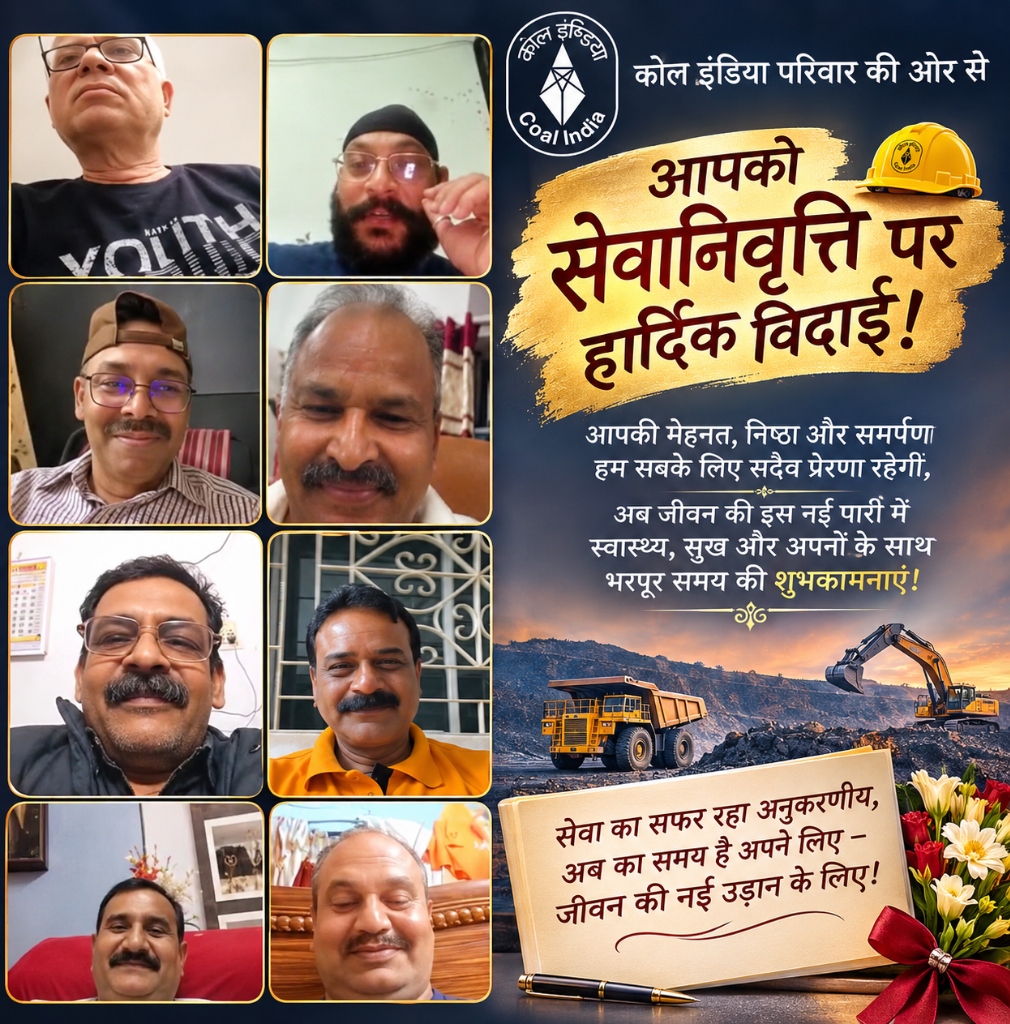 कोल इण्डिया
Coal India
कोल इंडिया परिवार की ओर से
आपको
सेवानिवृत्ति पर
हार्दिक विदाई!
आपकी मेहनत, निष्ठा और समर्पण
हम सबके लिए सदैव प्रेरणा रहेगीं,
अब जीवन की इस नई पारी में
स्वास्थ्य, सुख और अपनों के साथ
भरपूर समय की शुभकामनाएं!
सेवा का सफर रहा अनुकरणीय,
अब का समय है अपने लिए –
जीवन की नई उड़ान के लिए!
YOUTH